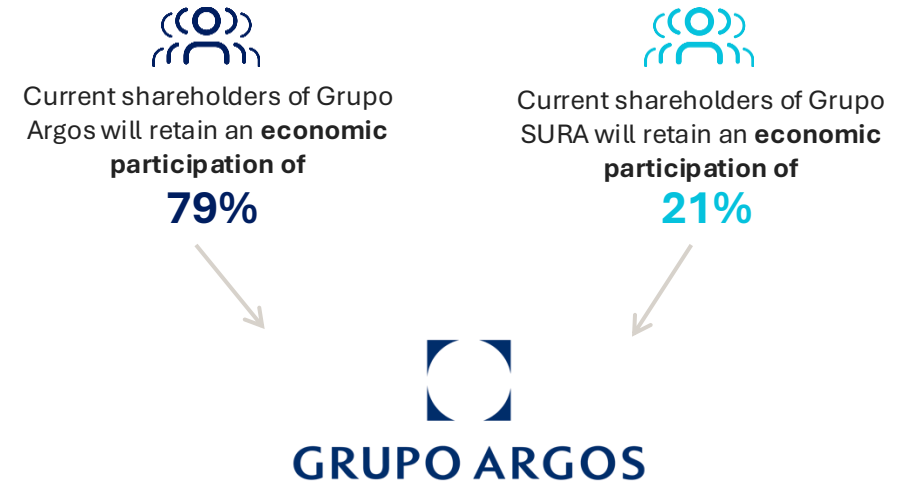 Current shareholders of Grupo
Argos will retain an economic
participation of
79%
Current shareholders of Grupo
SURA will retain an economic
participation of
21%
GRUPO ARGOS